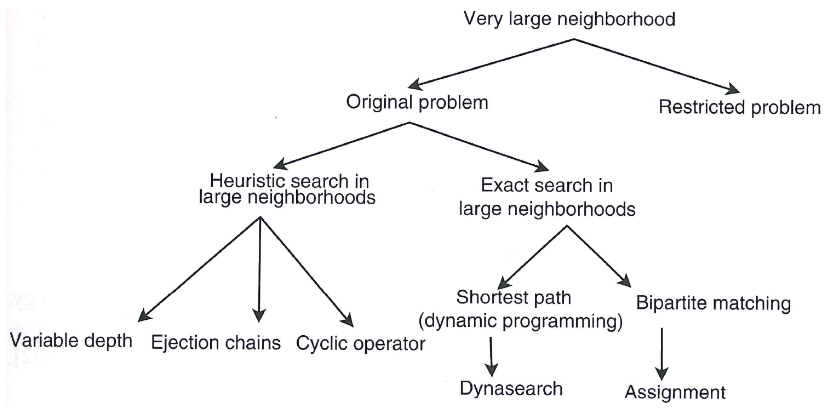 Very large neighborhood
Original problem
Restricted problem
Heuristic search in
large neighborhoods
Exact search in
large neighborhoods
Shortest path
(dynamic programming)
Bipartite matching
Variable depth
Ejection chains
Cyclic operator
Dynasearch
Assignment